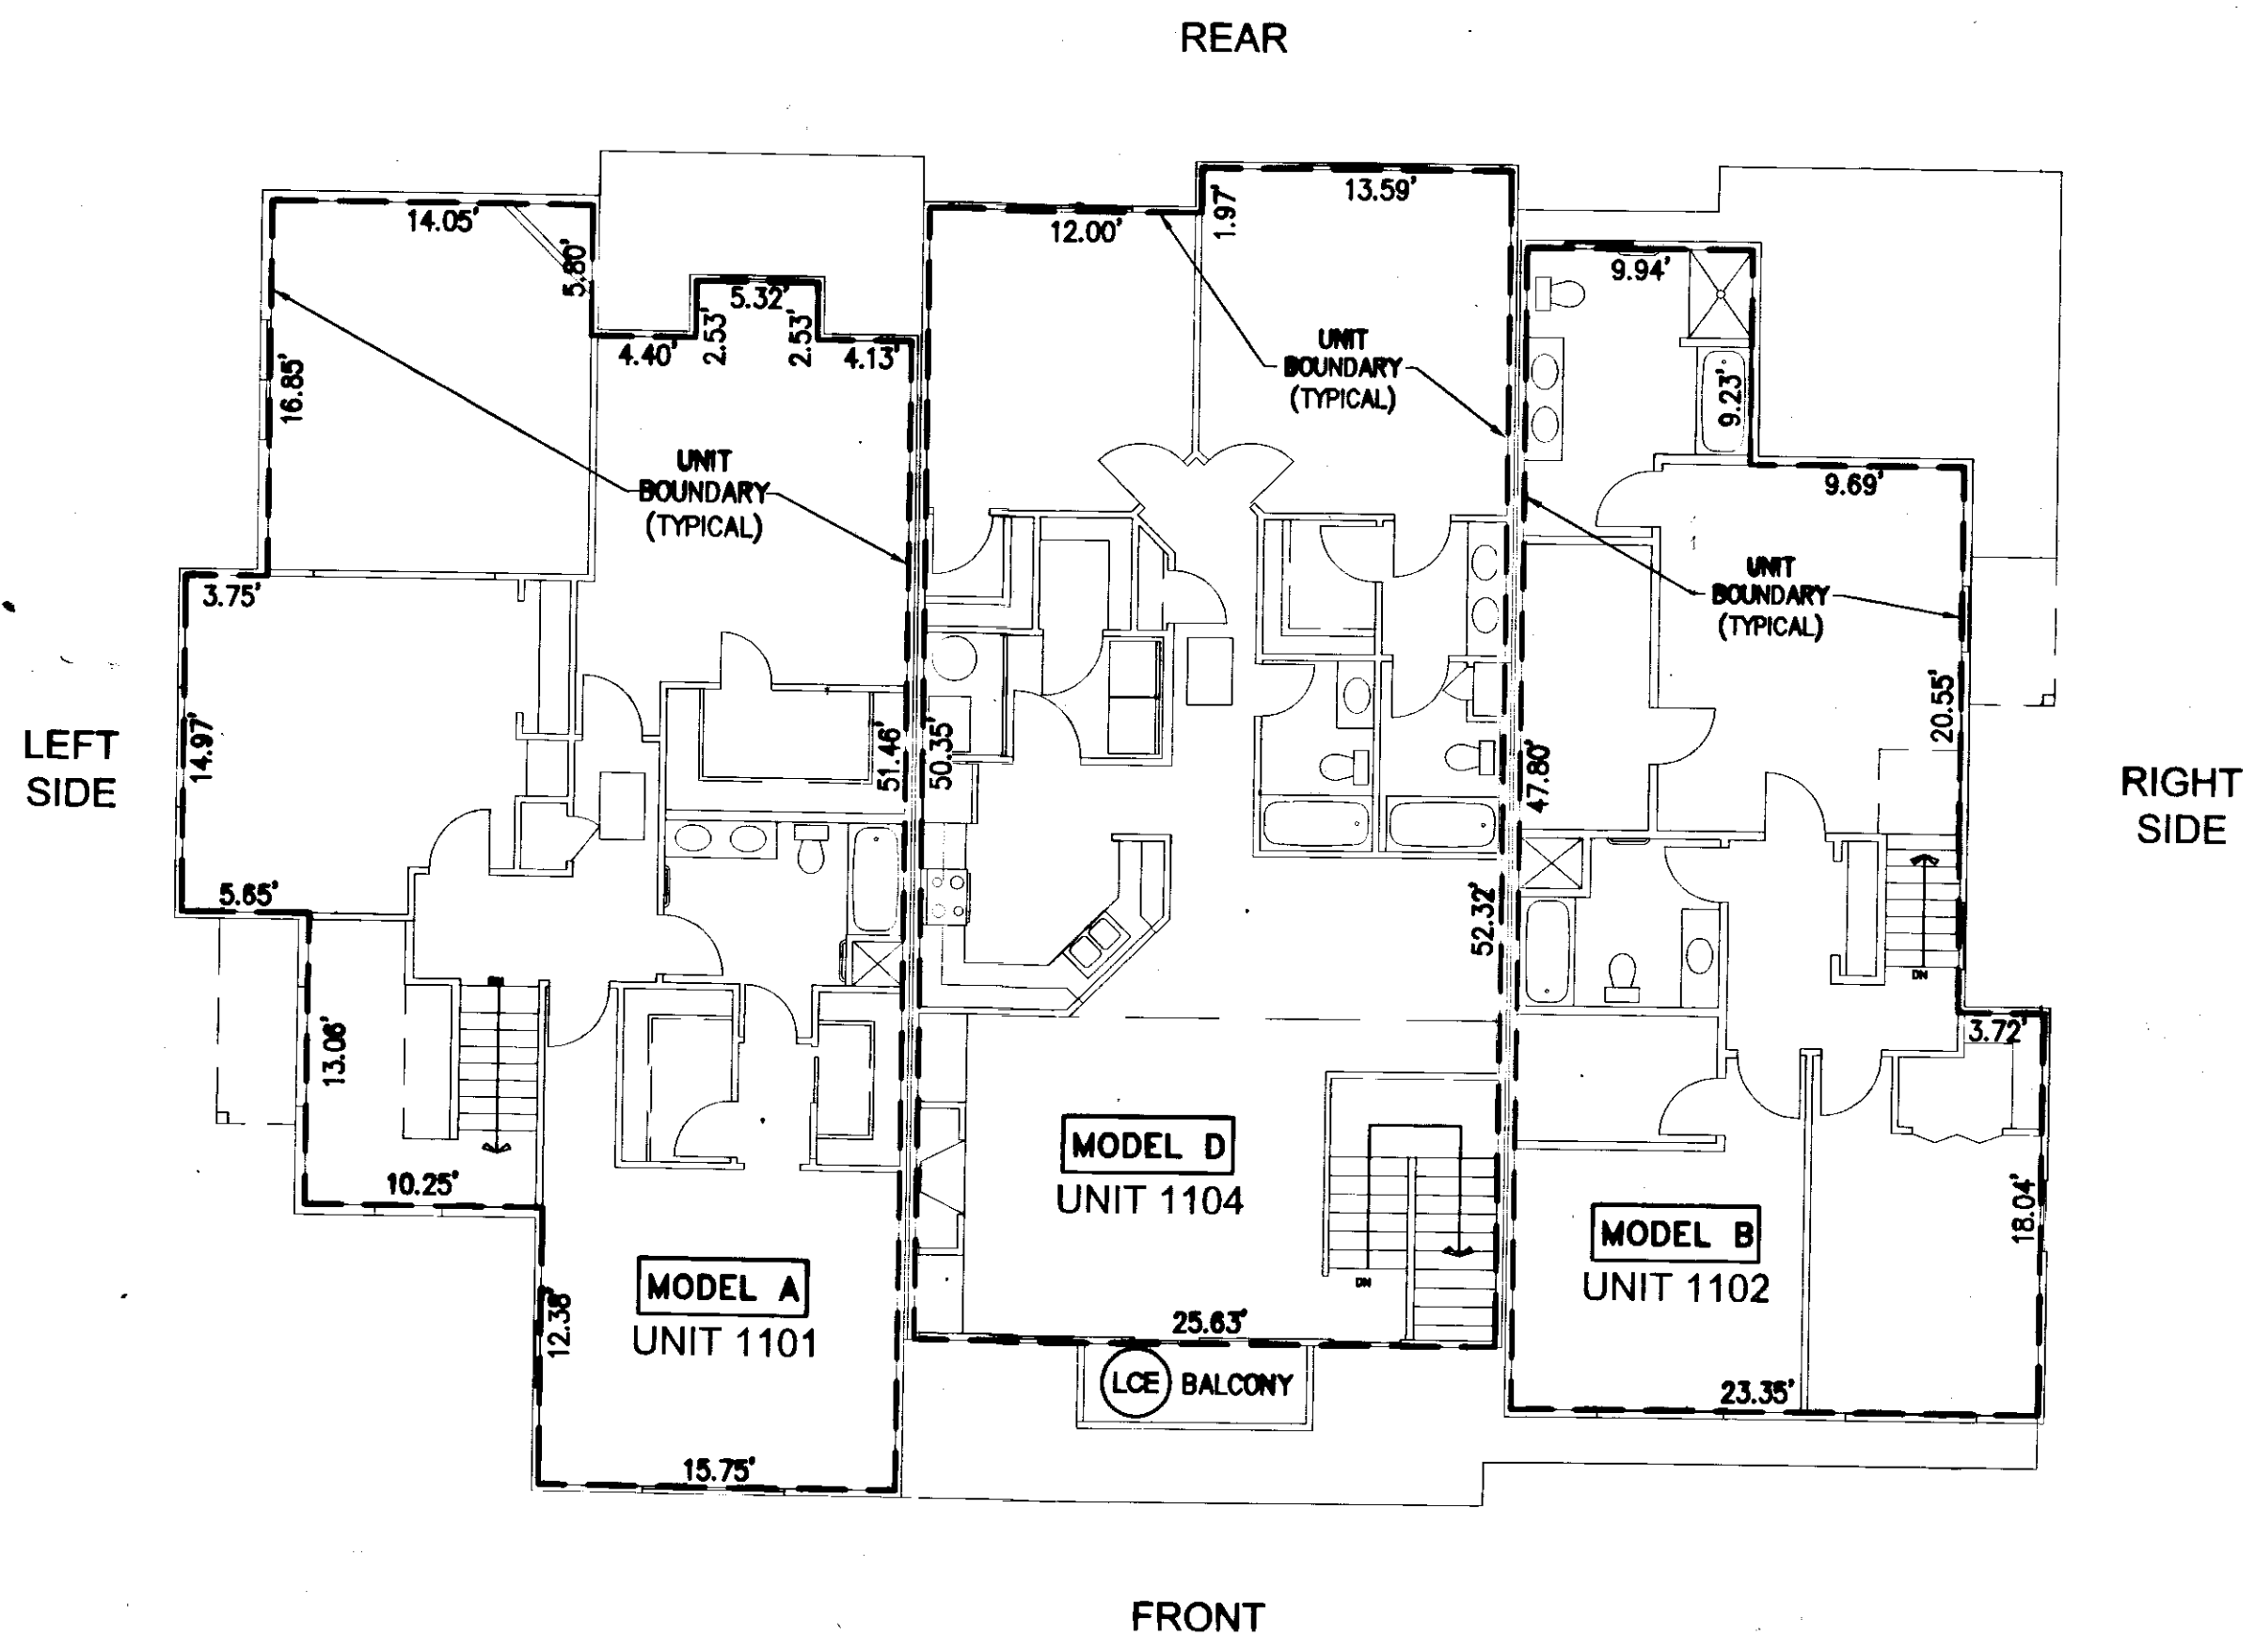 REAR
14.05'
5.80'
5.32'
2.53'
2.53'
4.40'
4.13'
16.85'
UNIT
BOUNDARY
(TYPICAL)
3.75'
14.97'
5.65'
13.06'
10.25'
12.38'
15.75'
51.46'
MODEL A
UNIT 1101
DN
12.00'
1.97'
13.59'
UNIT
BOUNDARY
(TYPICAL)
50.35'
52.32'
MODEL D
UNIT 1104
DN
25.63'
LCE
BALCONY
9.94'
9.23'
9.69'
UNIT
BOUNDARY
(TYPICAL)
47.80'
20.55'
DN
3.72'
18.04'
MODEL B
UNIT 1102
23.35'
LEFT
SIDE
RIGHT
SIDE
FRONT